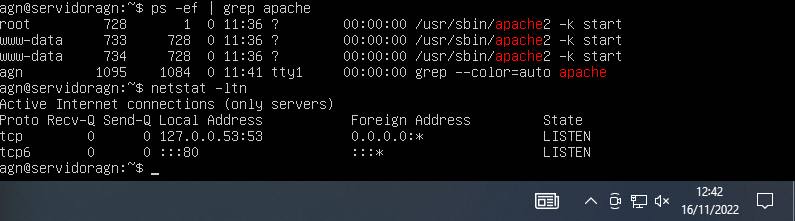 agn@servidoragn:~$ ps -ef | grep apache
root         728       1  0 11:36 ?        00:00:00 /usr/sbin/apache2 -k start
www-data     733     728  0 11:36 ?        00:00:00 /usr/sbin/apache2 -k start
www-data     734     728  0 11:36 ?        00:00:00 /usr/sbin/apache2 -k start
agn         1095    1084  0 11:41 tty1     00:00:00 grep --color=auto apache
agn@servidoragn:~$ netstat -ltn
Active Internet connections (only servers)
Proto Recv-Q Send-Q Local Address           Foreign Address         State
tcp        0      0 127.0.0.53:53           0.0.0.0:*               LISTEN
tcp6       0      0 :::80                   :::*                    LISTEN
agn@servidoragn:~$ _
12:42
16/11/2022